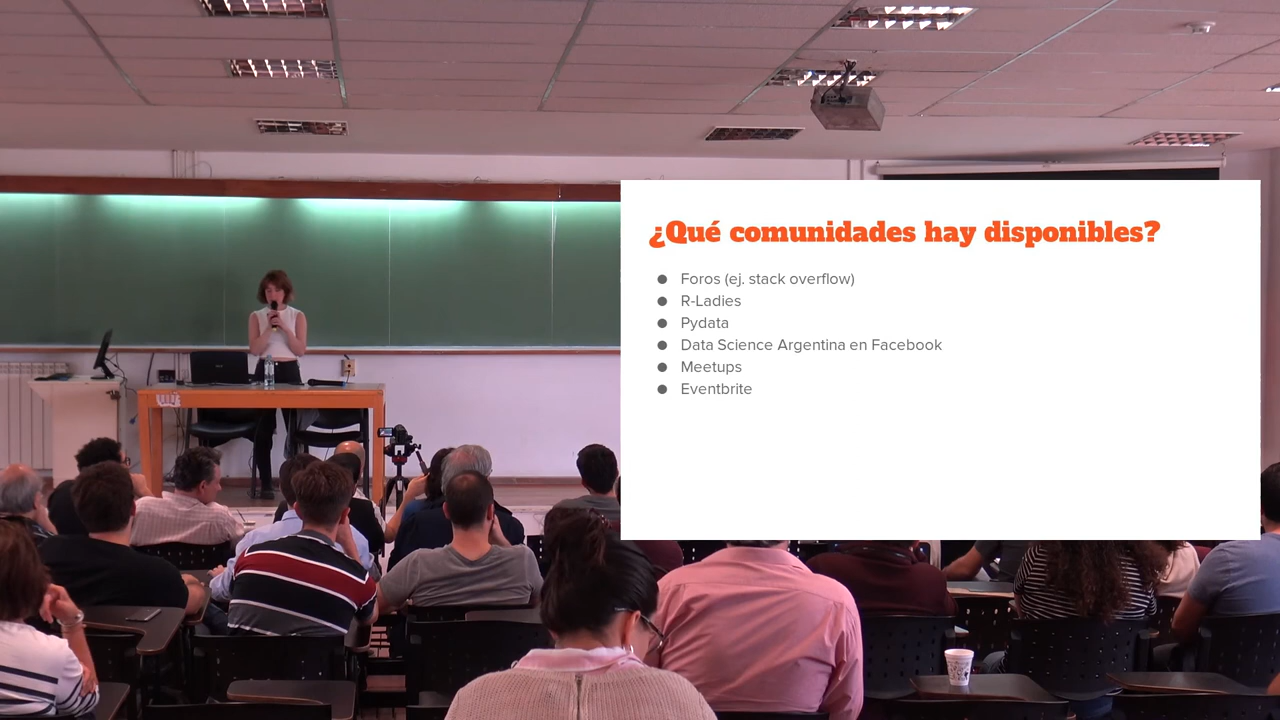 ¿Qué comunidades hay disponibles?
Foros (ej. stack overflow)
R-Ladies
Pydata
Data Science Argentina en Facebook
Meetups
Eventbrite